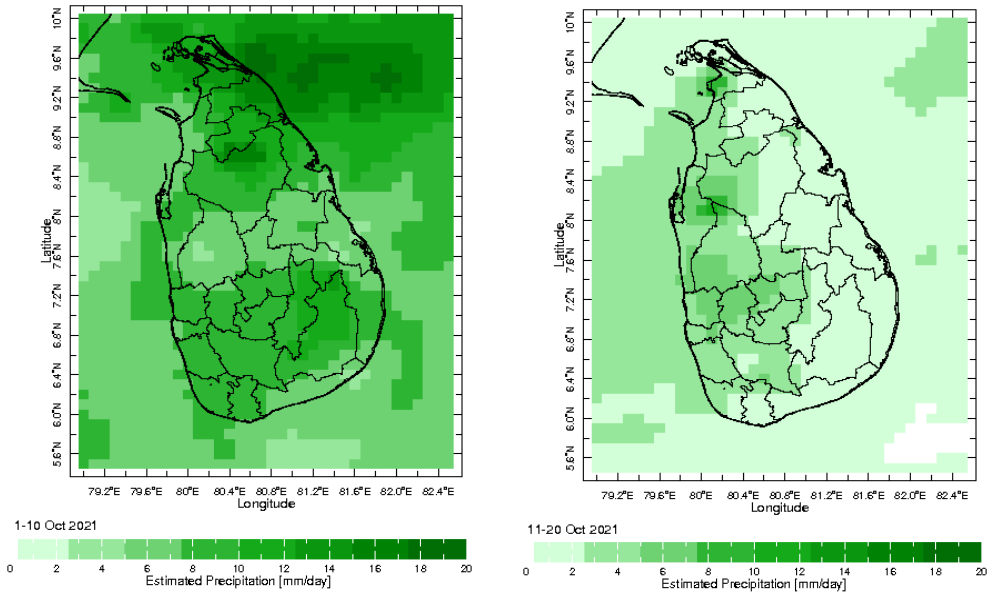 10°N
9.6°N
9.2°N
8.8°N
8.4°N
8°N
7.6°N
7.2°N
6.8°N
6.4°N
6.0°N
5.6°N
Latitude
79.2°E 79.6°E 80°E 80.4°E 80.8°E 81.2°E 81.6°E 82.0°E 82.4°E
Longitude
1-10 Oct 2021
0 2 4 6 8 10 12 14 16 18 20
Estimated Precipitation [mm/day]
10°N
9.6°N
9.2°N
8.8°N
8.4°N
8°N
7.6°N
7.2°N
6.8°N
6.4°N
6.0°N
5.6°N
Latitude
79.2°E 79.6°E 80°E 80.4°E 80.8°E 81.2°E 81.6°E 82.0°E 82.4°E
Longitude
11-20 Oct 2021
0 2 4 6 8 10 12 14 16 18 20
Estimated Precipitation [mm/day]